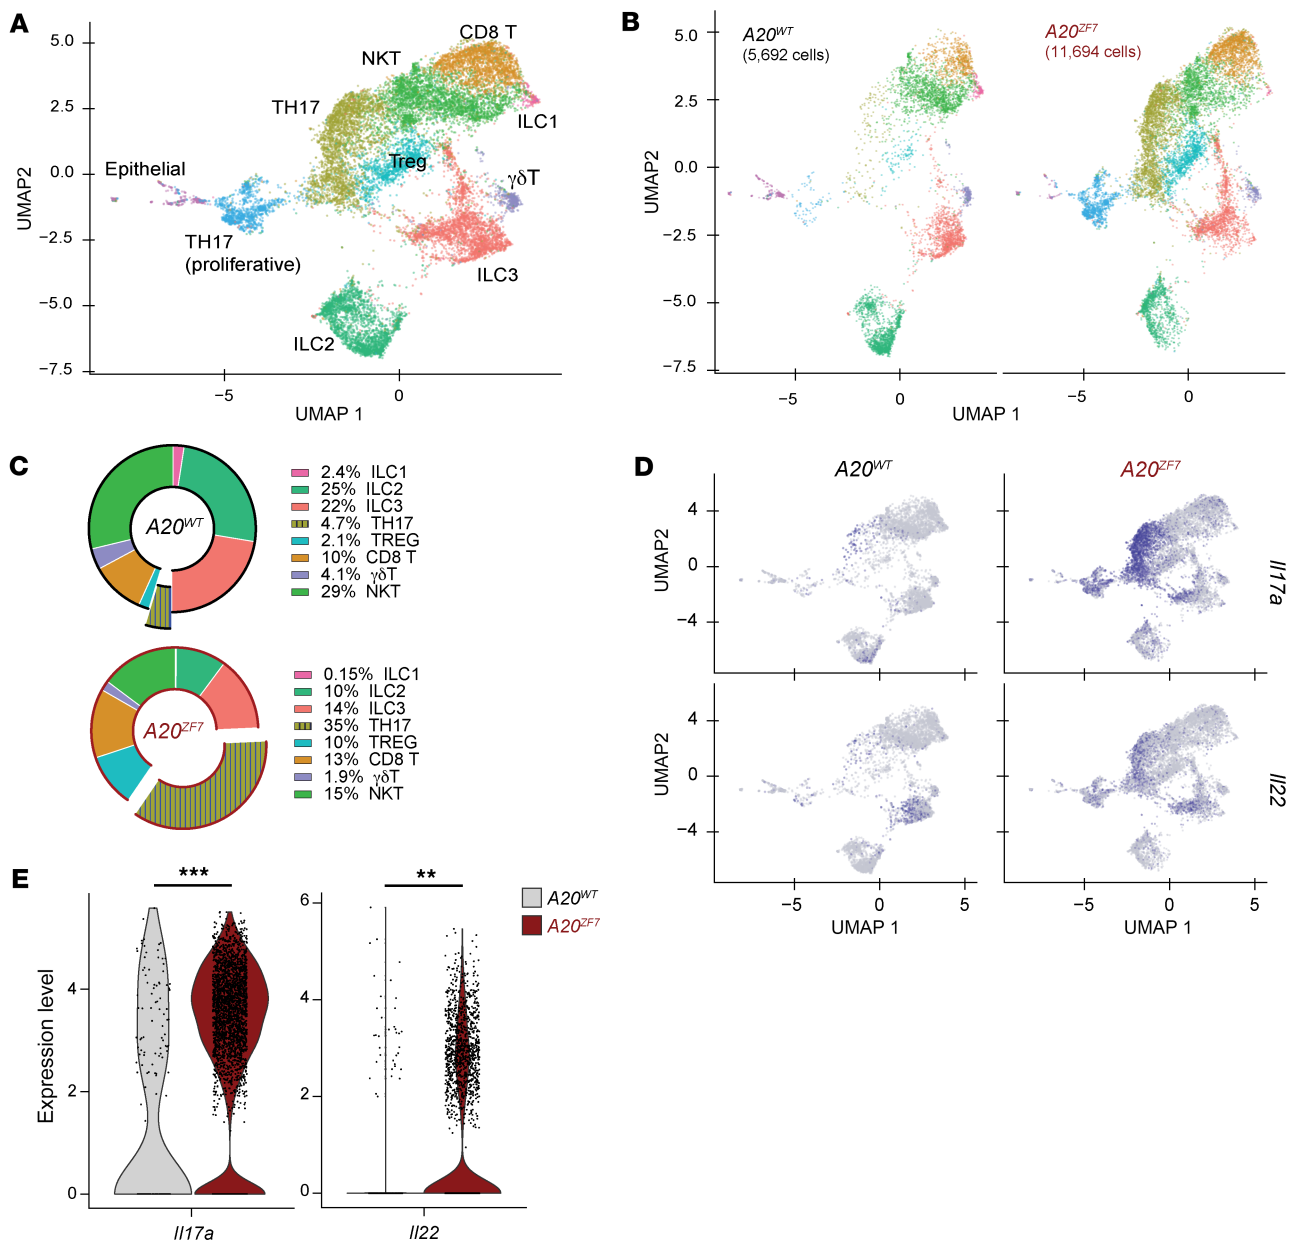 A
5.0
2.5
0.0
−2.5
−5.0
−7.5
UMAP2
−5
0
UMAP 1
CD8 T
NKT
TH17
ILC1
Epithelial
Treg
γδT
TH17
(proliferative)
ILC3
ILC2
B
A20WT
(5,692 cells)
A20ZF7
(11,694 cells)
5.0
2.5
0.0
−2.5
−5.0
−7.5
UMAP2
−5
0
−5
0
UMAP 1
C
A20WT
2.4% ILC1
25% ILC2
22% ILC3
4.7% TH17
2.1% TREG
10% CD8 T
4.1% γδT
29% NKT
A20ZF7
0.15% ILC1
10% ILC2
14% ILC3
35% TH17
10% TREG
13% CD8 T
1.9% γδT
15% NKT
D
A20WT
A20ZF7
4
0
−4
UMAP2
Il17a
4
0
−4
UMAP2
Il22
−5
0
5
−5
0
5
UMAP 1
UMAP 1
E
***
**
A20WT
A20ZF7
Expression level
4
2
0
Il17a
6
4
2
0
Il22